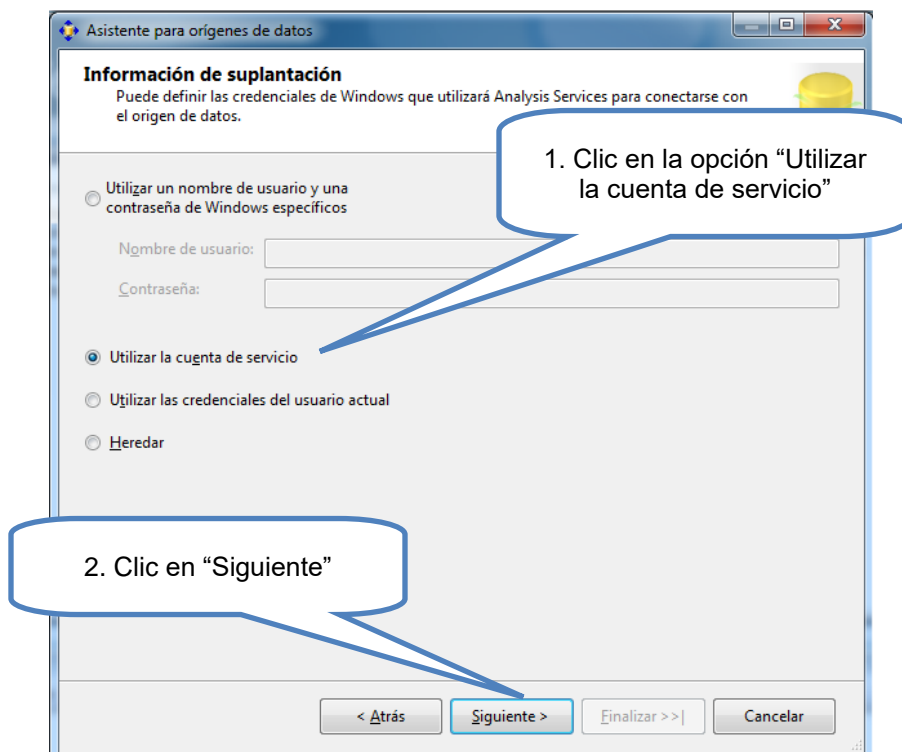 Asistente para orígenes de datos
Información de suplantación
Puede definir las credenciales de Windows que utilizará Analysis Services para conectarse con
el origen de datos.
1. Clic en la opción “Utilizar
la cuenta de servicio”
Utilizar un nombre de usuario y una
contraseña de Windows específicos
Nombre de usuario:
Contraseña:
Utilizar la cuenta de servicio
Utilizar las credenciales del usuario actual
Heredar
2. Clic en “Siguiente”
< Atrás
Siguiente >
Finalizar >>|
Cancelar